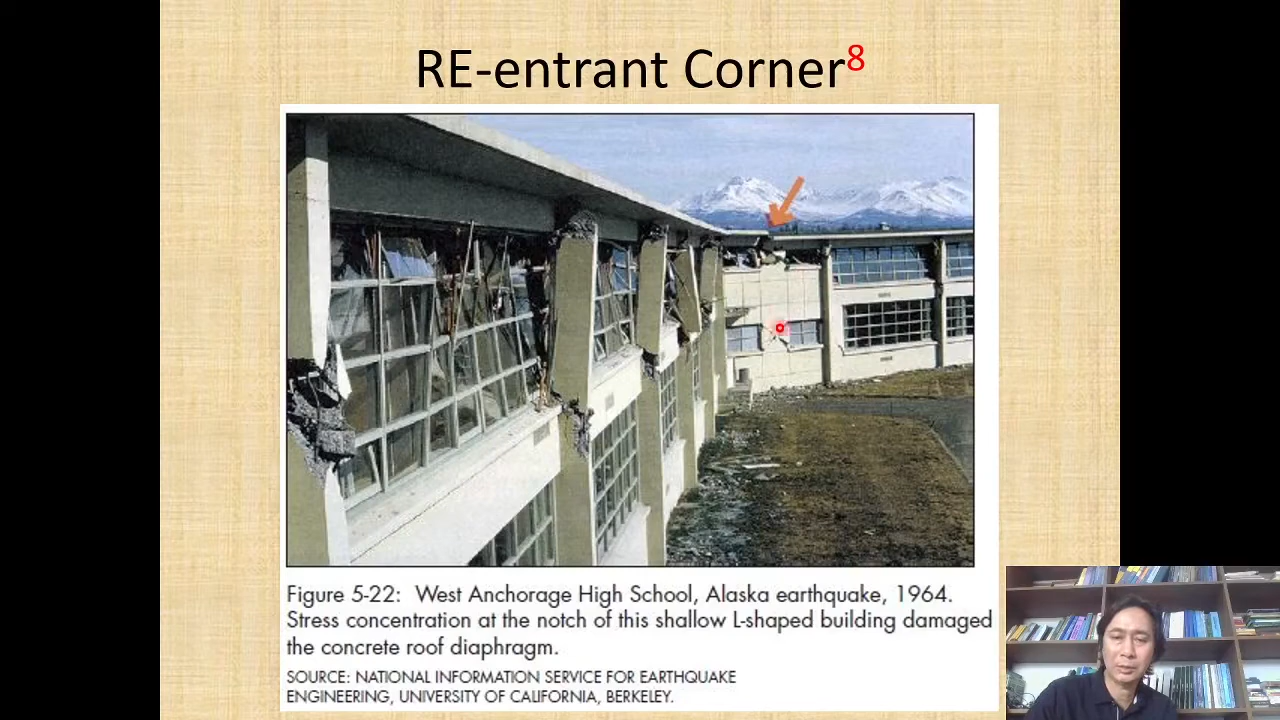 RE-entrant Corner8
Figure 5-22: West Anchorage High School, Alaska earthquake, 1964.
Stress concentration at the notch of this shallow L-shaped building damaged
the concrete roof diaphragm.
SOURCE: NATIONAL INFORMATION SERVICE FOR EARTHQUAKE
ENGINEERING, UNIVERSITY OF CALIFORNIA, BERKELEY.